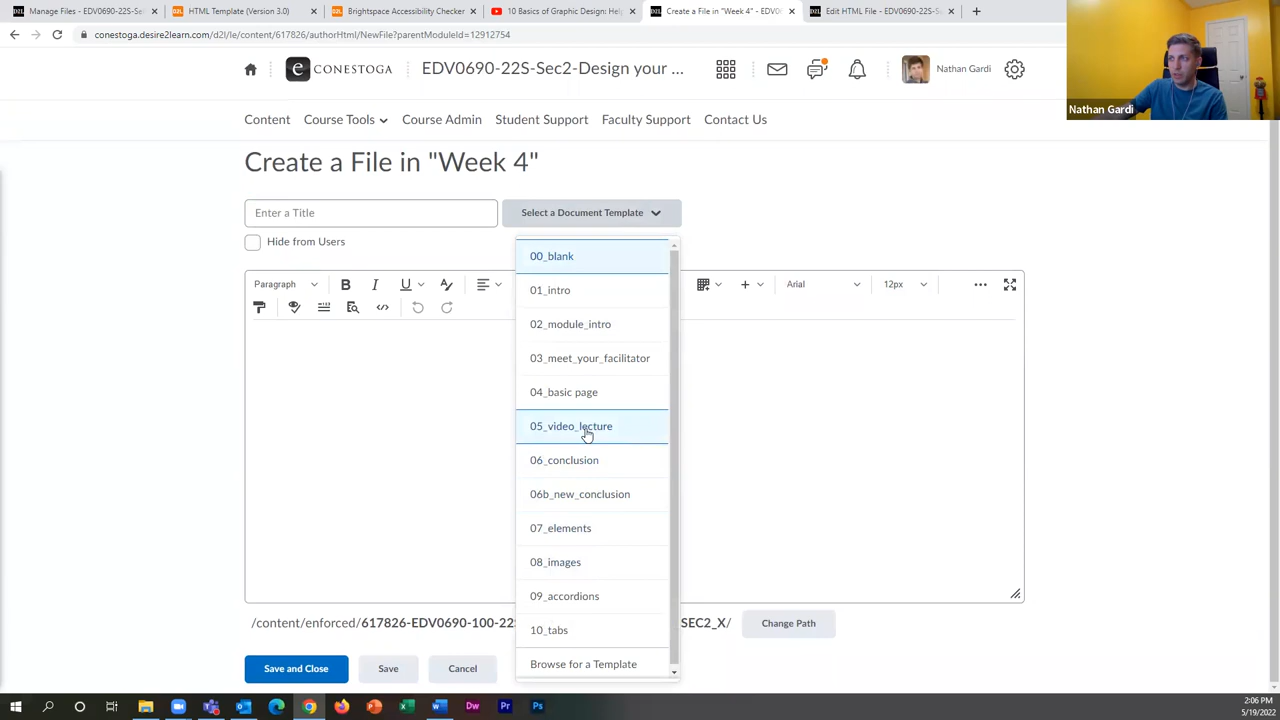 Manage Files - EDV0690-22S-Sec2
HTML Template (Version 3.0)
Brightspace Accessibility Checker
10 Basics of Graphic Design: Hel
Create a File in "Week 4" - EDV0
Edit HTML File - EDV0690-22S-Se
conestoga.desire2learn.com/d2l/le/content/617826/authorHtml/NewFile?parentModuleId=12912754
CONESTOGA
EDV0690-22S-Sec2-Design your ...
Nathan Gardi
Nathan Gardi
Content
Course Tools
Course Admin
Student Support
Faculty Support
Contact Us
Create a File in "Week 4"
Enter a Title
Select a Document Template
Hide from Users
Paragraph
B
I
U
Arial
12px
00_blank
01_intro
02_module_intro
03_meet_your_facilitator
04_basic page
05_video_lecture
06_conclusion
06b_new_conclusion
07_elements
08_images
09_accordions
10_tabs
Browse for a Template
/content/enforced/617826-EDV0690-100-22S
SEC2_X/
Change Path
Save and Close
Save
Cancel
2:06 PM
5/19/2022